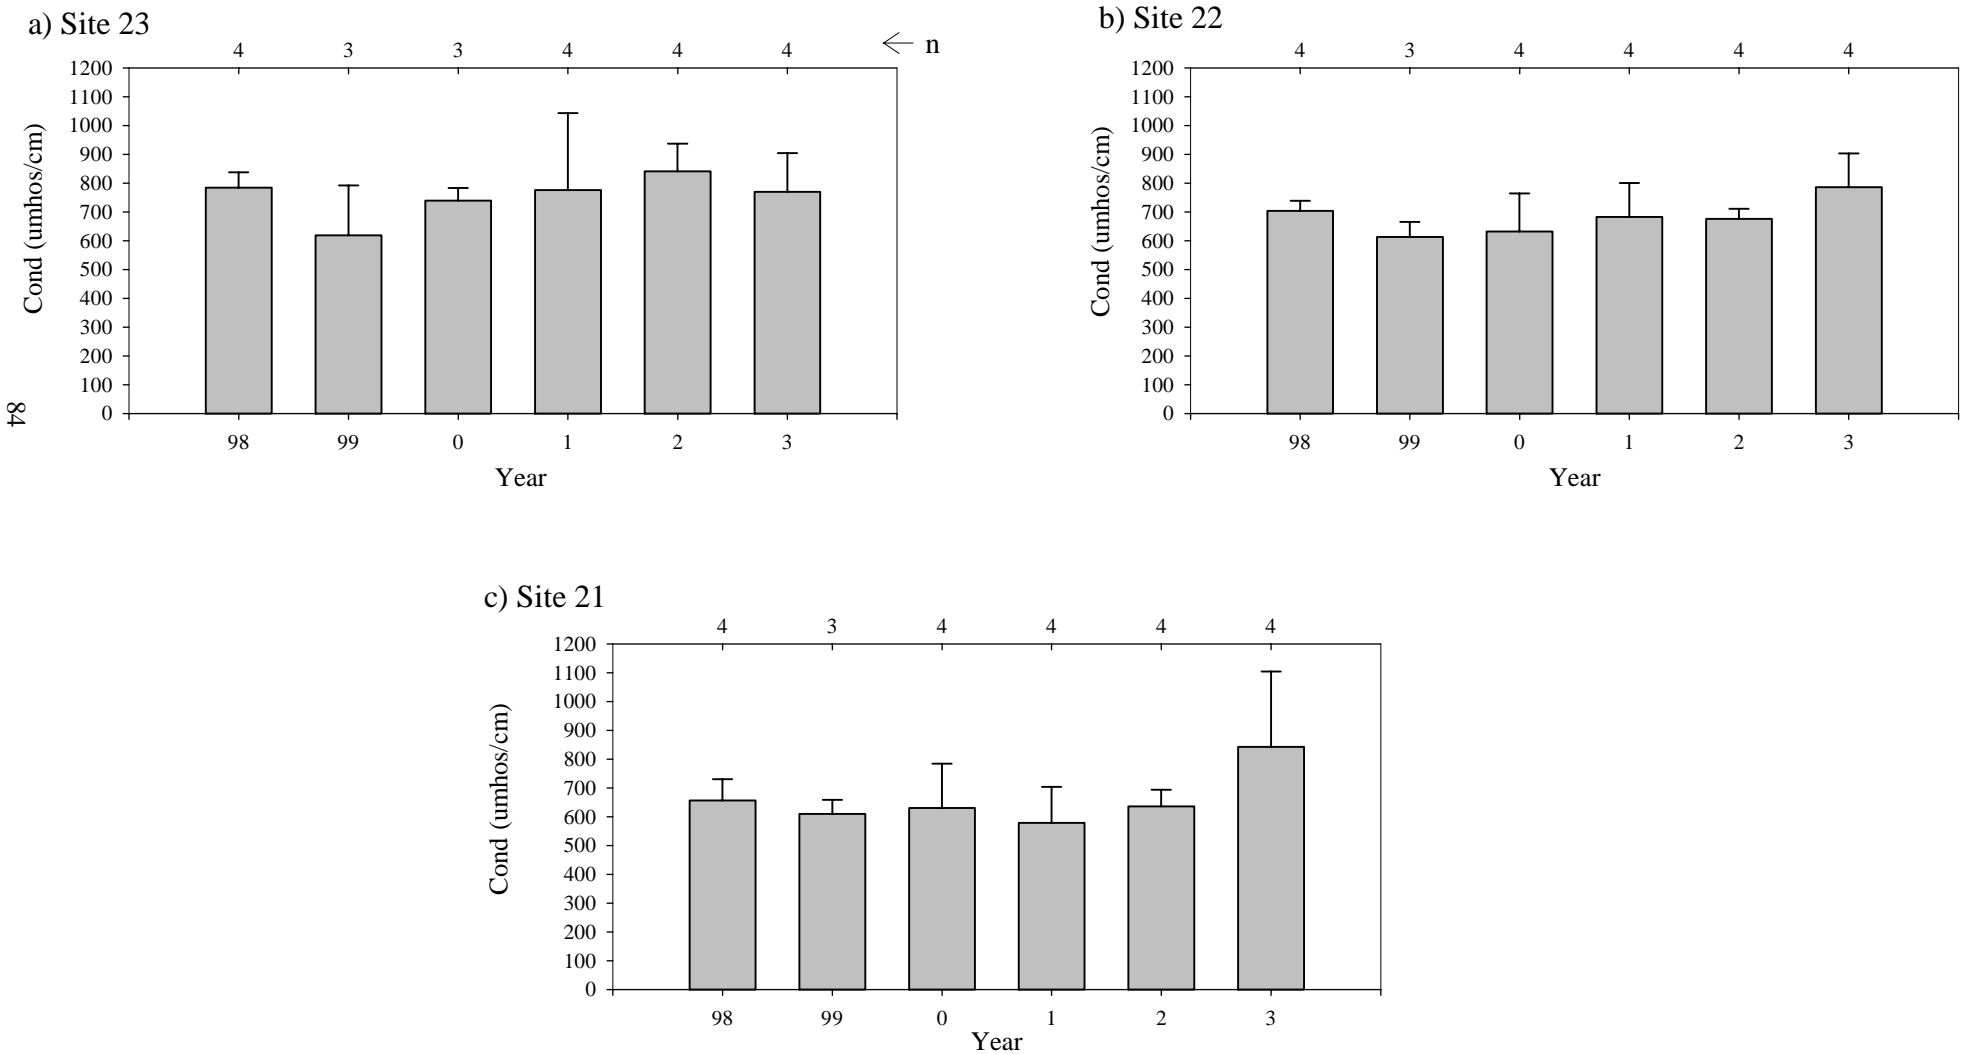 a) Site 23
4 3 3 4 4 4 ← n
1200
1100
1000
900
800
700
600
500
400
300
200
100
0
Cond (umhos/cm)
98 99 0 1 2 3
Year
b) Site 22
4 3 4 4 4 4
1200
1100
1000
900
800
700
600
500
400
300
200
100
0
Cond (umhos/cm)
98 99 0 1 2 3
Year
84
c) Site 21
4 3 4 4 4 4
1200
1100
1000
900
800
700
600
500
400
300
200
100
0
Cond (umhos/cm)
98 99 0 1 2 3
Year